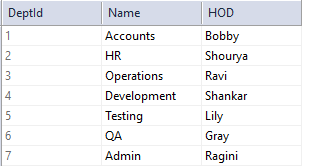 DeptId Name HOD
1 Accounts Bobby
2 HR Shourya
3 Operations Ravi
4 Development Shankar
5 Testing Lily
6 QA Gray
7 Admin Ragini